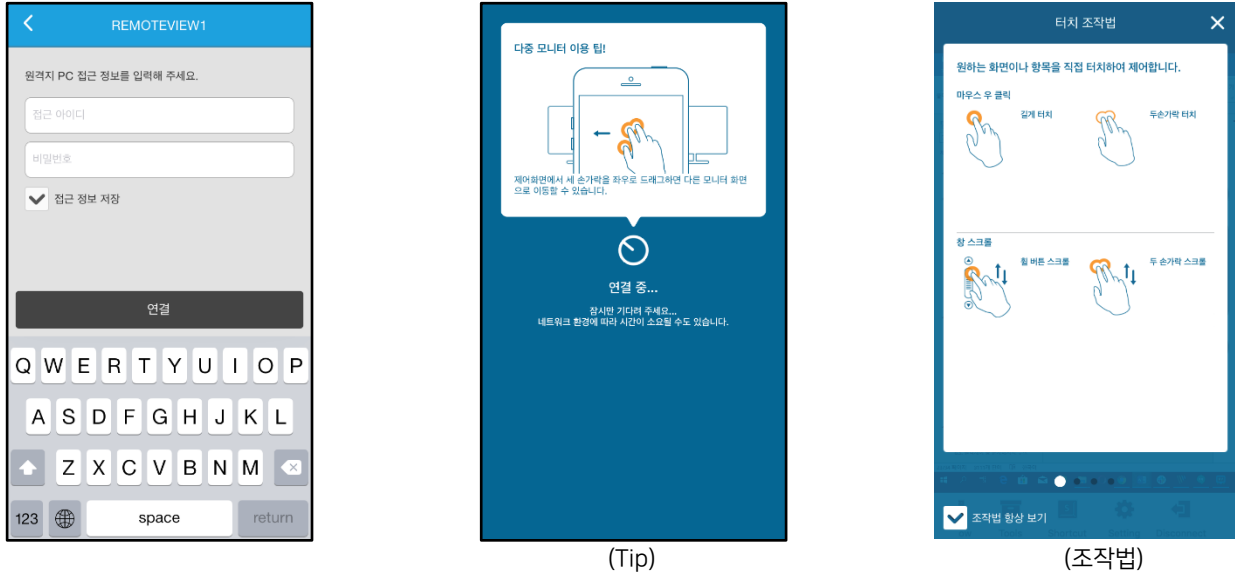 REMOTEVIEW1
원격지 PC 접근 정보를 입력해 주세요.
접근 아이디
비밀번호
접근 정보 저장
연결
Q W E R T Y U I O P
A S D F G H J K L
Z X C V B N M
123 space return
다중 모니터 이용 팁!
제어화면에서 세 손가락을 좌우로 드래그하면 다른 모니터 화면
으로 이동할 수 있습니다.
연결 중...
잠시만 기다려 주세요...
네트워크 환경에 따라 시간이 소요될 수도 있습니다.
(Tip)
터치 조작법
원하는 화면이나 항목을 직접 터치하여 제어합니다.
마우스 우 클릭
길게 터치
두손가락 터치
창 스크롤
휠 버튼 스크롤
두 손가락 스크롤
조작법 항상 보기
(조작법)